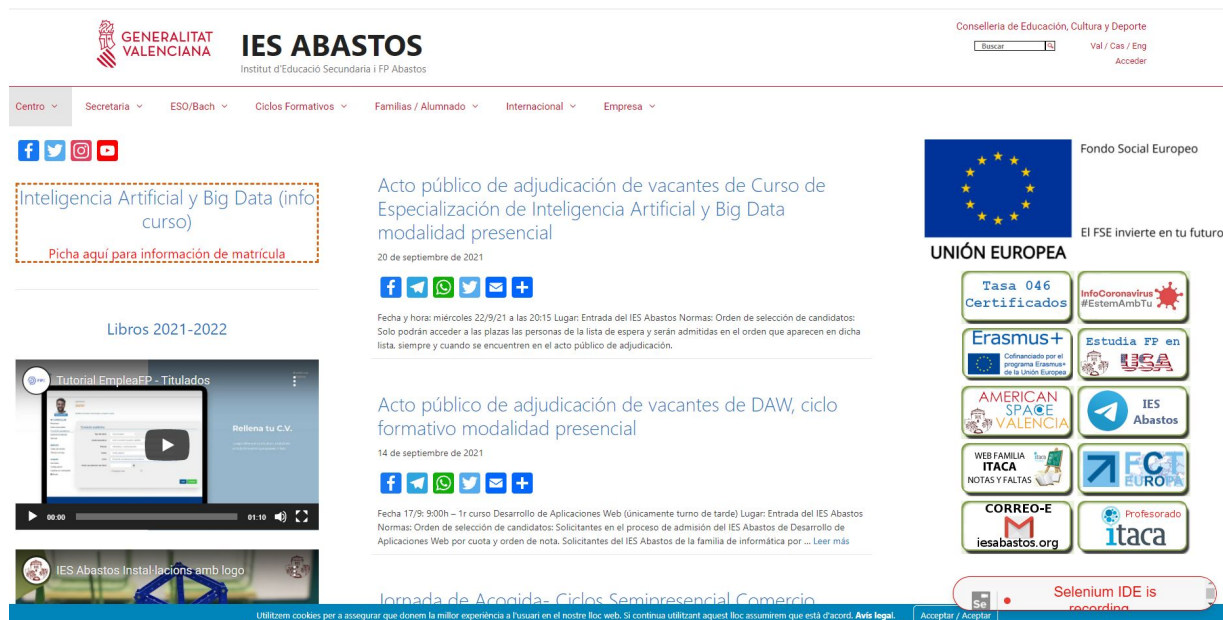 GENERALITAT
VALENCIANA
IES ABASTOS
Institut d'Educació Secundaria i FP Abastos
Conselleria de Educación, Cultura y Deporte
Buscar
Val / Cas / Eng
Acceder
Centro
Secretaria
ESO/Bach
Ciclos Formativos
Familias / Alumnado
Internacional
Empresa
Inteligencia Artificial y Big Data (info
curso)
Picha aquí para información de
matrícula
Libros 2021-2022
Tutorial EmpleaFP - Titulados
Rellena tu C.V.
00:00
01:10
IES Abastos Instal·lacions amb logo
Acto público de adjudicación de vacantes de Curso de
Especialización de Inteligencia Artificial y Big Data
modalidad presencial
20 de septiembre de 2021
Fecha y hora: miércoles 22/9/21 a las 20:15 Lugar: Entrada del IES Abastos Normas: Orden de selección de candidatos:
Solo podrán acceder a las plazas las personas de la lista de espera y serán admitidas en el orden que aparecen en dicha
lista. siempre y cuando se encuentren en el acto público de adjudicación.
Acto público de adjudicación de vacantes de DAW, ciclo
formativo modalidad presencial
14 de septiembre de 2021
Fecha 17/9: 9:00h – 1r curso Desarrollo de Aplicaciones Web (únicamente turno de tarde) Lugar: Entrada del IES Abastos
Normas: Orden de selección de candidatos: Solicitantes en el proceso de admisión del IES Abastos de Desarrollo de
Aplicaciones Web por cuota y orden de nota. Solicitantes del IES Abastos de la familia de informática por ... Leer más
Jornada de Acogida- Ciclos Semipresencial Comercio
Fondo Social Europeo
El FSE invierte en tu futuro
UNIÓN EUROPEA
Tasa 046
Certificados
InfoCoronavirus
#EstemAmbTu
Erasmus+
Cofinanciado por el
programa Erasmus+
de la Unión Europea
Estudia FP en
USA
AMERICAN
SPACE
VALENCIA
IES
Abastos
WEB FAMILIA
ITACA
NOTAS Y FALTAS
FCT
EUROPA
CORREO-E
iesabastos.org
Profesorado
itaca
Selenium IDE is
recording
Se
Utilitzem cookies per a assegurar que donem la millor experiència a l'usuari en el nostre lloc web. Si continua utilitzant aquest lloc assumirem que està d'acord. Avís legal.
Acceptar / Aceptar